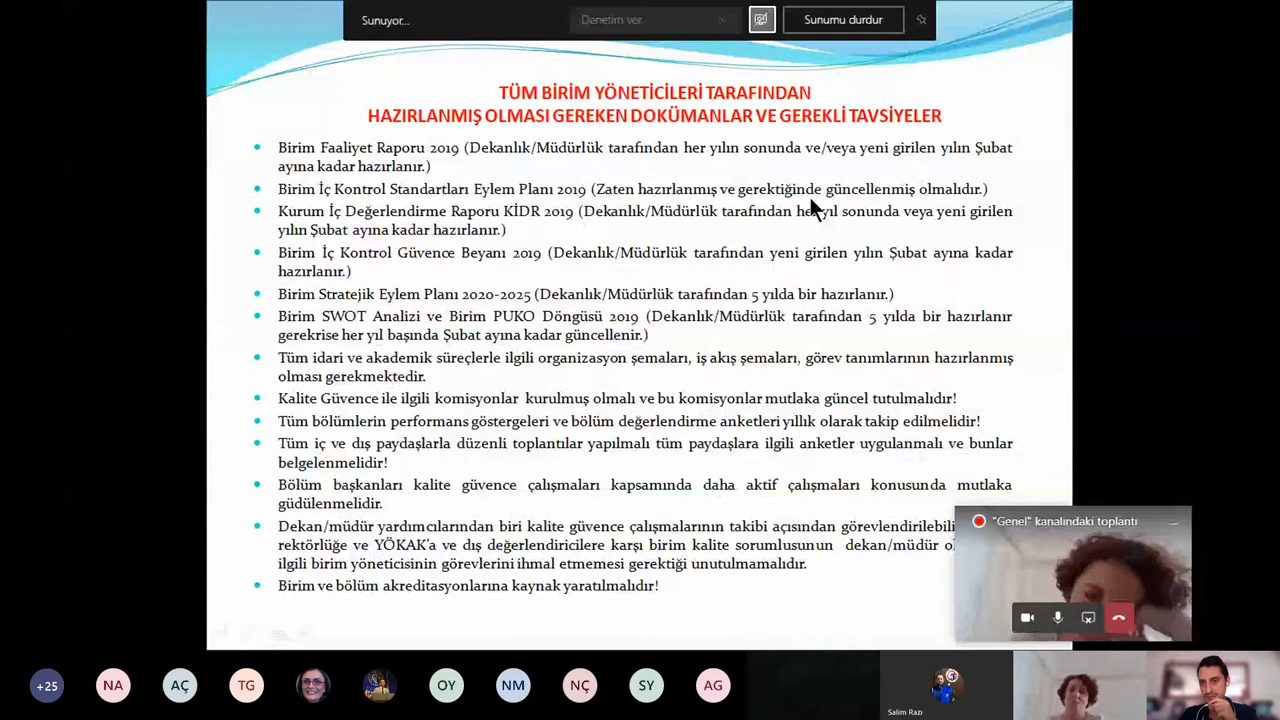 Sunuyor...
Denetim ver
Sunumu durdur
TÜM BİRİM YÖNETİCİLERİ TARAFINDAN
HAZIRLANMIŞ OLMASI GEREKEN DOKÜMANLAR VE GEREKLİ TAVSİYELER
Birim Faaliyet Raporu 2019 (Dekanlık/Müdürlük tarafından her yılın sonunda ve/veya yeni girilen yılın Şubat
ayına kadar hazırlanır.)
Birim İç Kontrol Standartları Eylem Planı 2019 (Zaten hazırlanmış ve gerektiğinde güncellenmiş olmalıdır.)
Kurum İç Değerlendirme Raporu KİDR 2019 (Dekanlık/Müdürlük tarafından her yıl sonunda veya yeni girilen
yılın Şubat ayına kadar hazırlanır.)
Birim İç Kontrol Güvence Beyanı 2019 (Dekanlık/Müdürlük tarafından yeni girilen yılın Şubat ayına kadar
hazırlanır.)
Birim Stratejik Eylem Planı 2020-2025 (Dekanlık/Müdürlük tarafından 5 yılda bir hazırlanır.)
Birim SWOT Analizi ve Birim PUKO Döngüsü 2019 (Dekanlık/Müdürlük tarafından 5 yılda bir hazırlanır
gerekrise her yıl başında Şubat ayına kadar güncellenir.)
Tüm idari ve akademik süreçlerle ilgili organizasyon şemaları, iş akış şemaları, görev tanımlarının hazırlanmış
olması gerekmektedir.
Kalite Güvence ile ilgili komisyonlar kurulmuş olmalı ve bu komisyonlar mutlaka güncel tutulmalıdır!
Tüm bölümlerin performans göstergeleri ve bölüm değerlendirme anketleri yıllık olarak takip edilmelidir!
Tüm iç ve dış paydaşlarla düzenli toplantılar yapılmalı tüm paydaşlara ilgili anketler uygulanmalı ve bunlar
belgelenmelidir!
Bölüm başkanları kalite güvence çalışmaları kapsamında daha aktif çalışmaları konusunda mutlaka
güdülenmelidir.
Dekan/müdür yardımcılarından biri kalite güvence çalışmalarının takibi açısından
rektörlüğe ve YÖKAK'a ve dış değerlendiricilere karşı birim kalite sorumlusunun dekan/müdür
ilgili birim yöneticisinin görevlerini ihmal etmemesi gerektiği unutulmamalıdır.
Birim ve bölüm akreditasyonlarına kaynak yaratılmalıdır!
"Genel" kanalındaki toplantı
+25
NA
AÇ
TG
OY
NM
NÇ
SY
AG
Salim Razı